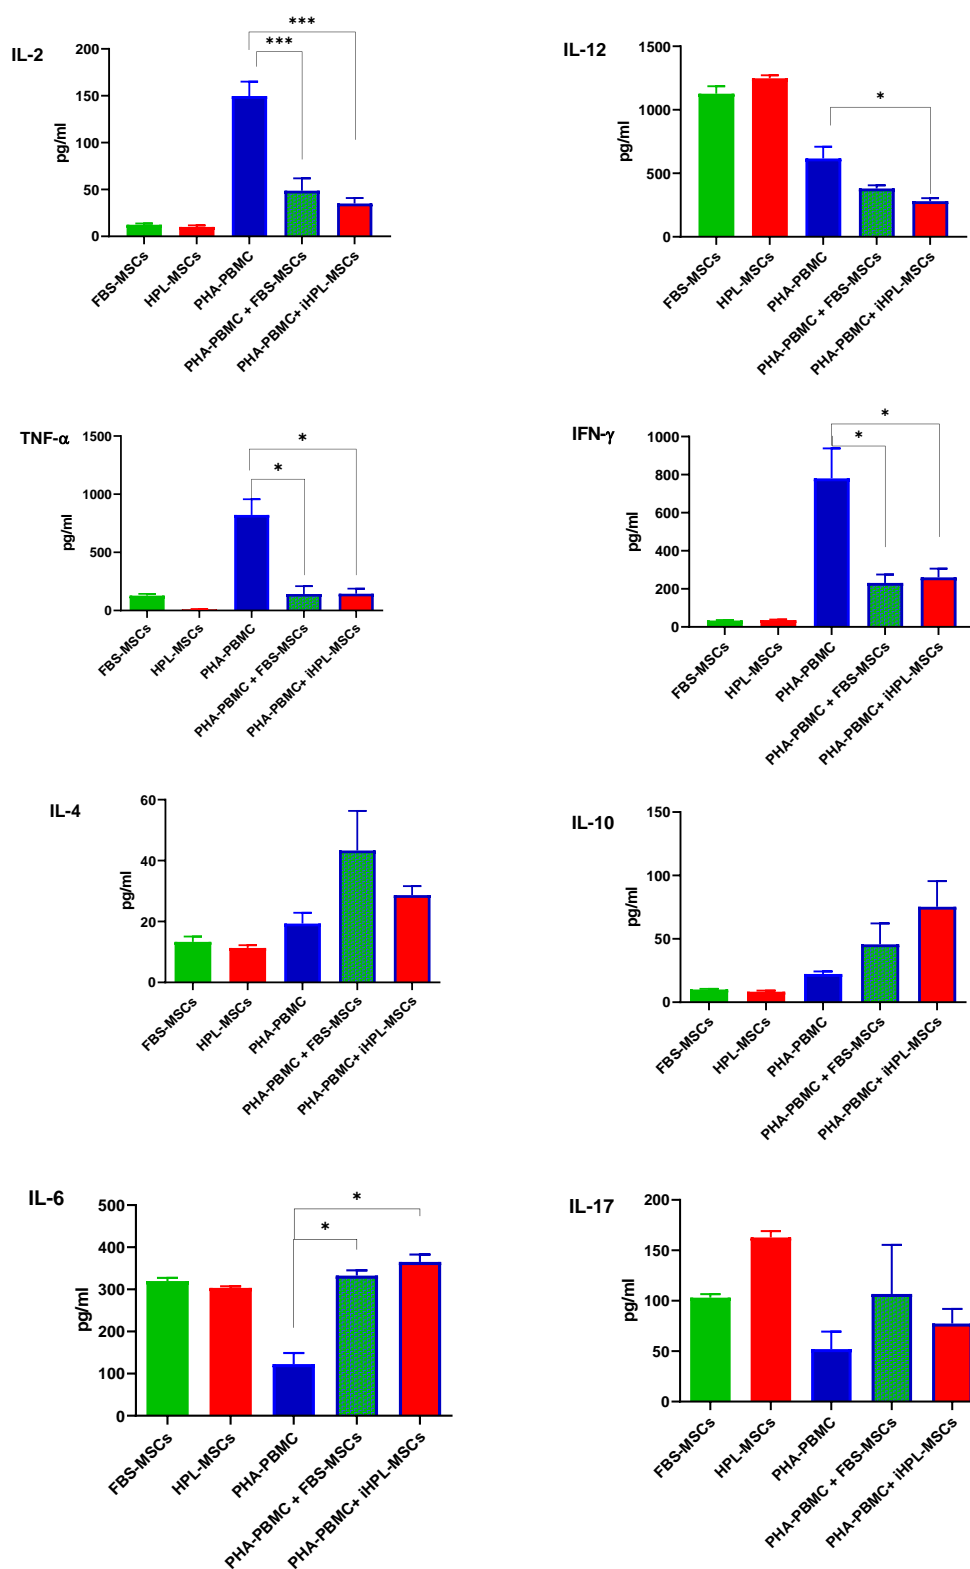 IL-2
***
***
200
150
100
50
0
pg/ml
FBS-MSCs
HPL-MSCs
PHA-PBMC
PHA-PBMC + FBS-MSCs
PHA-PBMC+ iHPL-MSCs
IL-12
*
1500
1000
500
0
pg/ml
FBS-MSCs
HPL-MSCs
PHA-PBMC
PHA-PBMC + FBS-MSCs
PHA-PBMC+ iHPL-MSCs
TNF-α
*
*
1500
1000
500
0
pg/ml
FBS-MSCs
HPL-MSCs
PHA-PBMC
PHA-PBMC + FBS-MSCs
PHA-PBMC+ iHPL-MSCs
IFN-γ
*
*
1000
800
600
400
200
0
pg/ml
FBS-MSCs
HPL-MSCs
PHA-PBMC
PHA-PBMC + FBS-MSCs
PHA-PBMC+ iHPL-MSCs
IL-4
60
40
20
0
pg/ml
FBS-MSCs
HPL-MSCs
PHA-PBMC
PHA-PBMC + FBS-MSCs
PHA-PBMC+ iHPL-MSCs
IL-10
150
100
50
0
pg/ml
FBS-MSCs
HPL-MSCs
PHA-PBMC
PHA-PBMC + FBS-MSCs
PHA-PBMC+ iHPL-MSCs
IL-6
*
*
500
400
300
200
100
0
pg/ml
FBS-MSCs
HPL-MSCs
PHA-PBMC
PHA-PBMC + FBS-MSCs
PHA-PBMC+ iHPL-MSCs
IL-17
200
150
100
50
0
pg/ml
FBS-MSCs
HPL-MSCs
PHA-PBMC
PHA-PBMC + FBS-MSCs
PHA-PBMC+ iHPL-MSCs